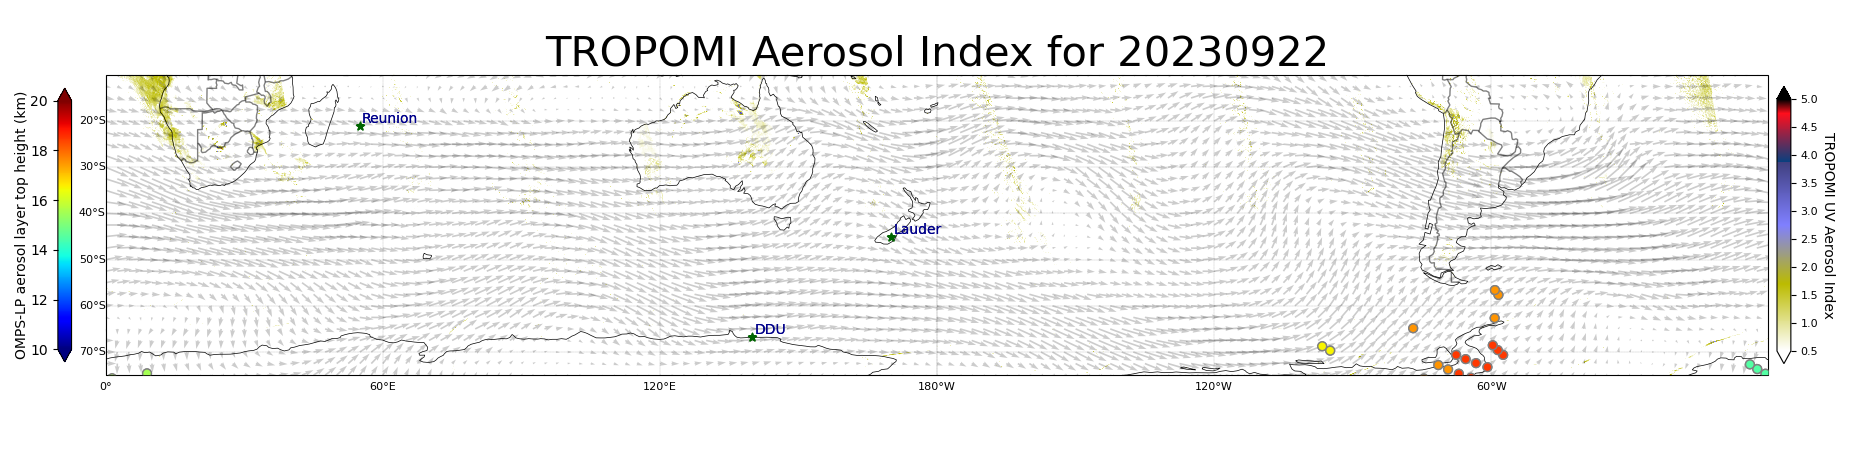 TROPOMI Aerosol Index for 20230922
OMPS-LP aerosol layer top height (km)
20
18
16
14
12
10
20°S
30°S
40°S
50°S
60°S
70°S
Reunion
Lauder
DDU
0°
60°E
120°E
180°W
120°W
60°W
5.0
4.5
4.0
3.5
3.0
2.5
2.0
1.5
1.0
0.5
TROPOMI UV Aerosol Index